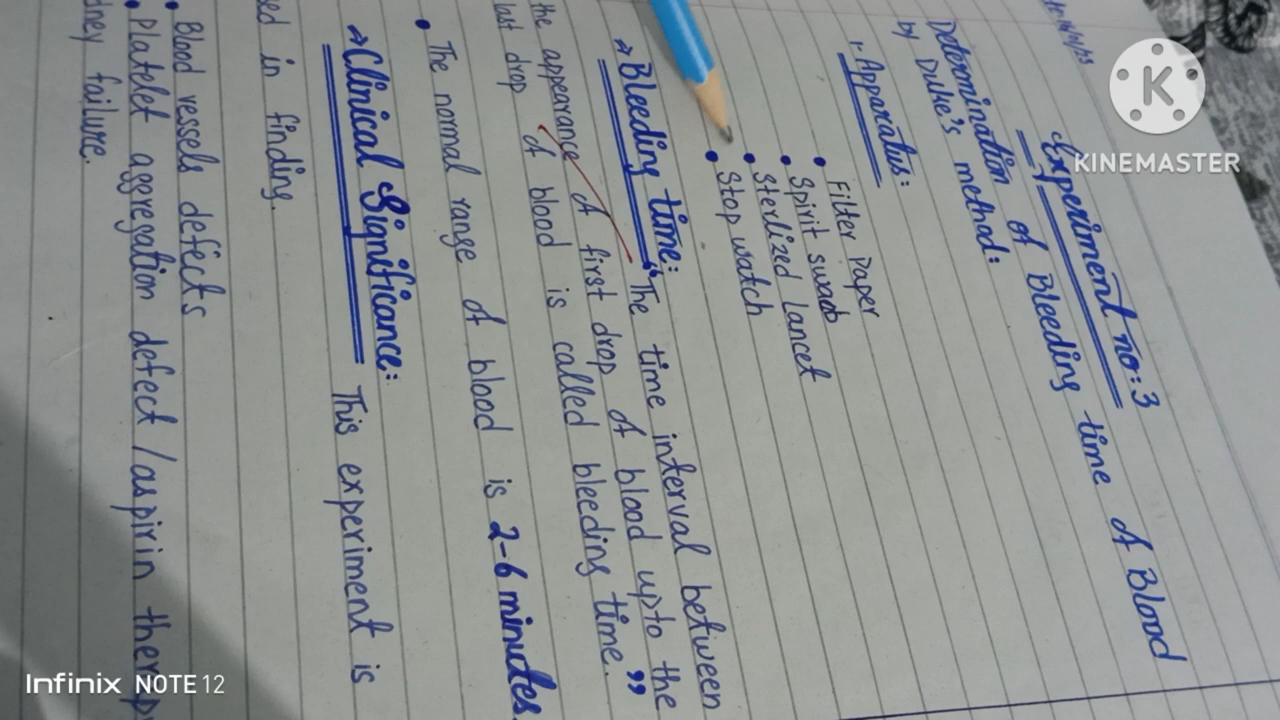 Experiment no:3
Determination of Bleeding time of Blood
by Duke's method:
Apparatus:
• Filter Paper
• Spirit swaab
• Sterlized Lancet
• Stop watch
→ Bleeding time: "The time interval between
the appearance of first drop of blood upto the
last drop of blood is called bleeding time."
• The normal range of blood is 2-6 minutes.
→ Clinical Significance: This experiment is
in finding.
• Blood vessels defects
• Platelet aggregation defect /aspirin
failure.
KINEMASTER
Infinix NOTE 12